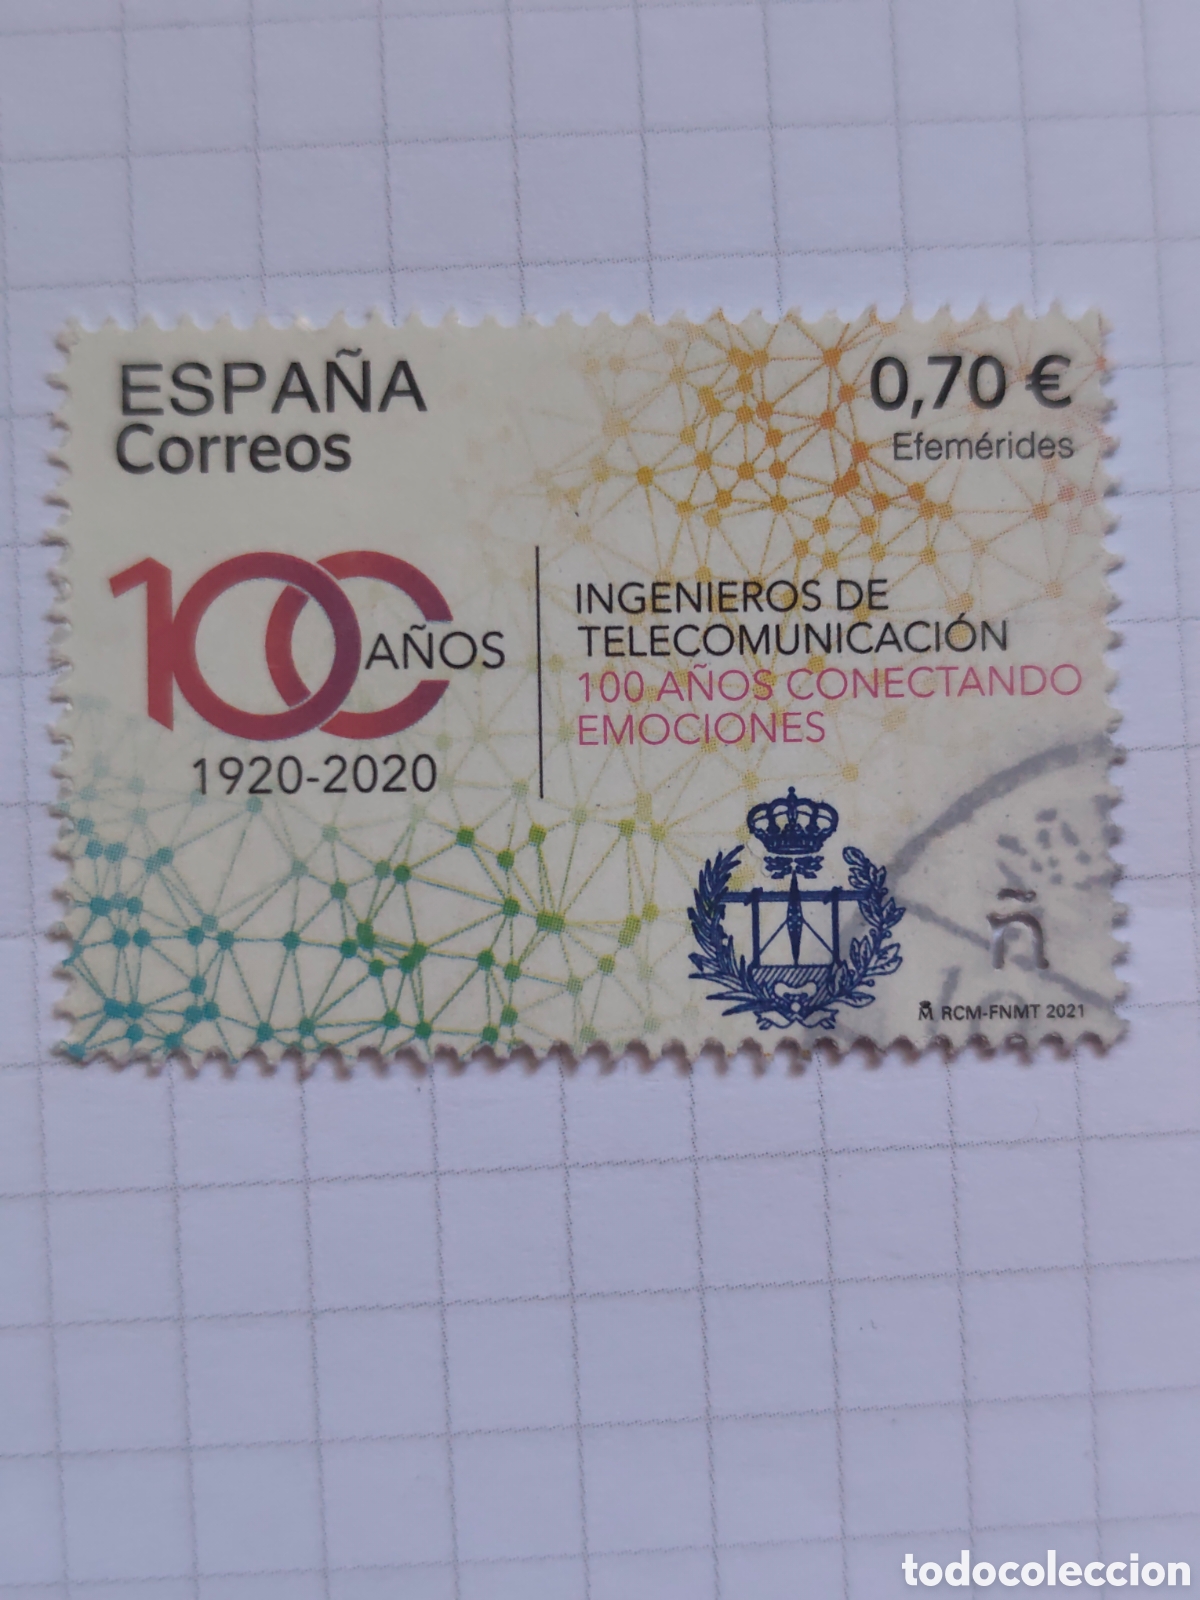 ESPAÑA
Correos
0,70 €
Efemérides
100 AÑOS
1920-2020
INGENIEROS DE
TELECOMUNICACIÓN
100 AÑOS CONECTANDO
EMOCIONES
RCM-FNMT 2021
todocoleccion